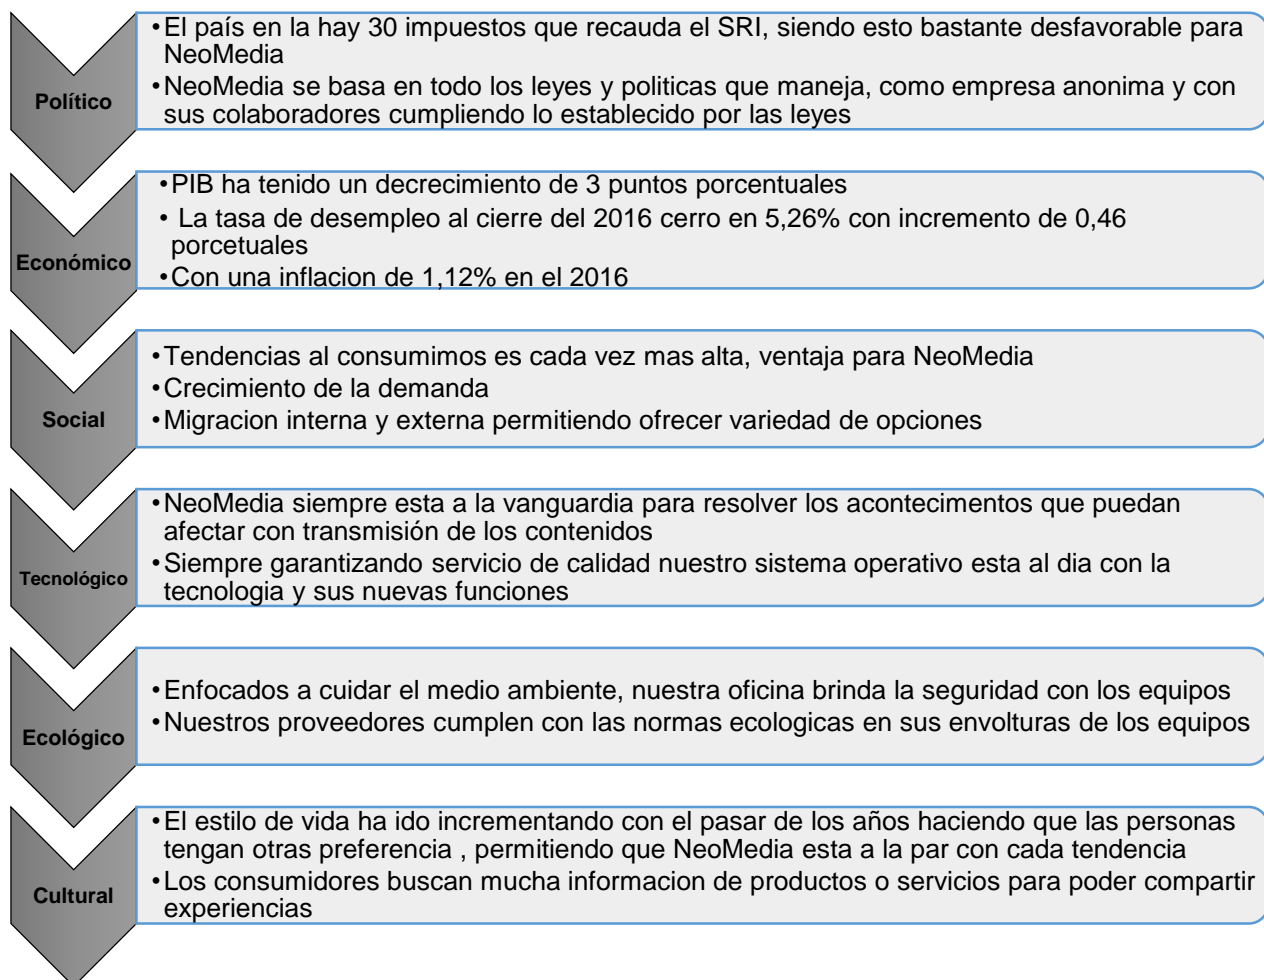 Político
•El país en la hay 30 impuestos que recauda el SRI, siendo esto bastante desfavorable para
NeoMedia
•NeoMedia se basa en todo los leyes y politicas que maneja, como empresa anonima y con
sus colaboradores cumpliendo lo establecido por las leyes
Económico
•PIB ha tenido un decrecimiento de 3 puntos porcentuales
• La tasa de desempleo al cierre del 2016 cerro en 5,26% con incremento de 0,46
porcetuales
•Con una inflacion de 1,12% en el 2016
Social
•Tendencias al consumimos es cada vez mas alta, ventaja para NeoMedia
•Crecimiento de la demanda
•Migracion interna y externa permitiendo ofrecer variedad de opciones
Tecnológico
•NeoMedia siempre esta a la vanguardia para resolver los acontecimientos que puedan
afectar con transmisión de los contenidos
•Siempre garantizando servicio de calidad nuestro sistema operativo esta al dia con la
tecnologia y sus nuevas funciones
Ecológico
•Enfocados a cuidar el medio ambiente, nuestra oficina brinda la seguridad con los equipos
•Nuestros proveedores cumplen con las normas ecologicas en sus envolturas de los equipos
Cultural
•El estilo de vida ha ido incrementando con el pasar de los años haciendo que las personas
tengan otras preferencia , permitiendo que NeoMedia esta a la par con cada tendencia
•Los consumidores buscan mucha informacion de productos o servicios para poder compartir
experiencias